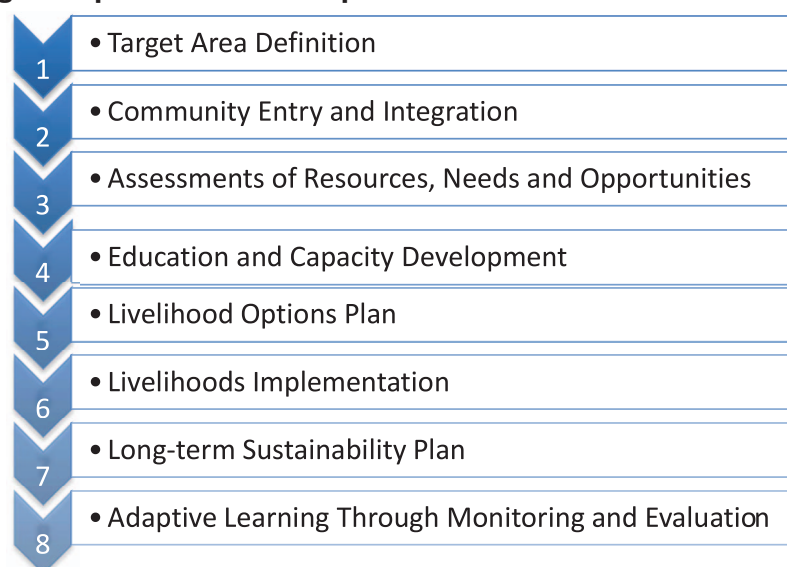 1
• Target Area Definition
2
• Community Entry and Integration
3
• Assessments of Resources, Needs and Opportunities
4
• Education and Capacity Development
5
• Livelihood Options Plan
6
• Livelihoods Implementation
7
• Long-term Sustainability Plan
8
• Adaptive Learning Through Monitoring and Evaluation